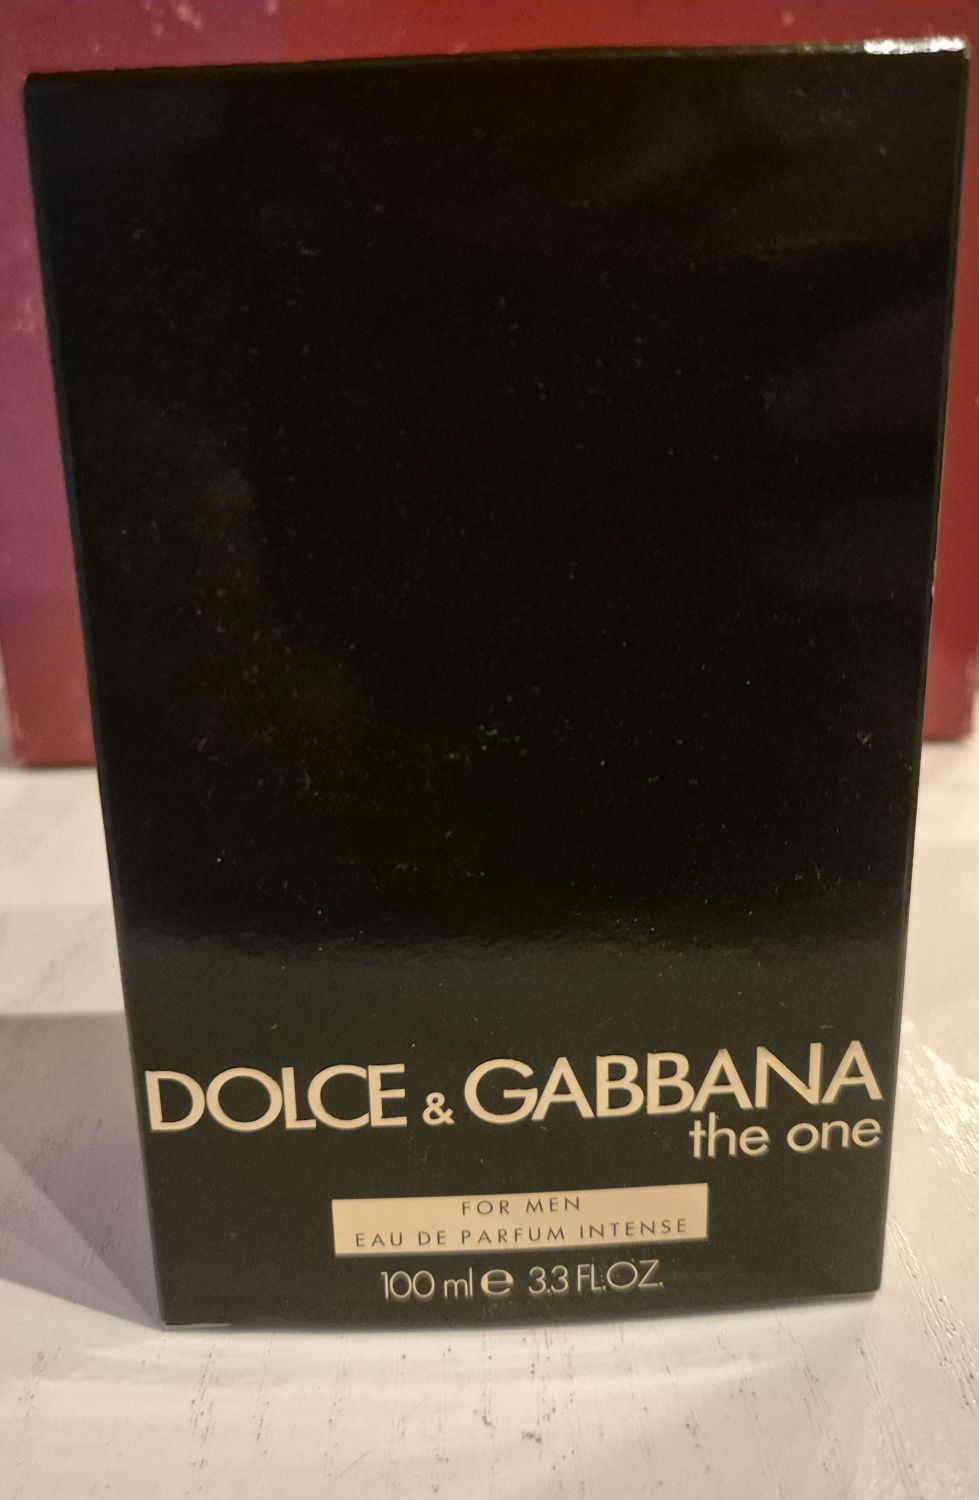 DOLCE & GABBANA
the one
FOR MEN
EAU DE PARFUM INTENSE
100 ml ℮ 3.3 FL.OZ.